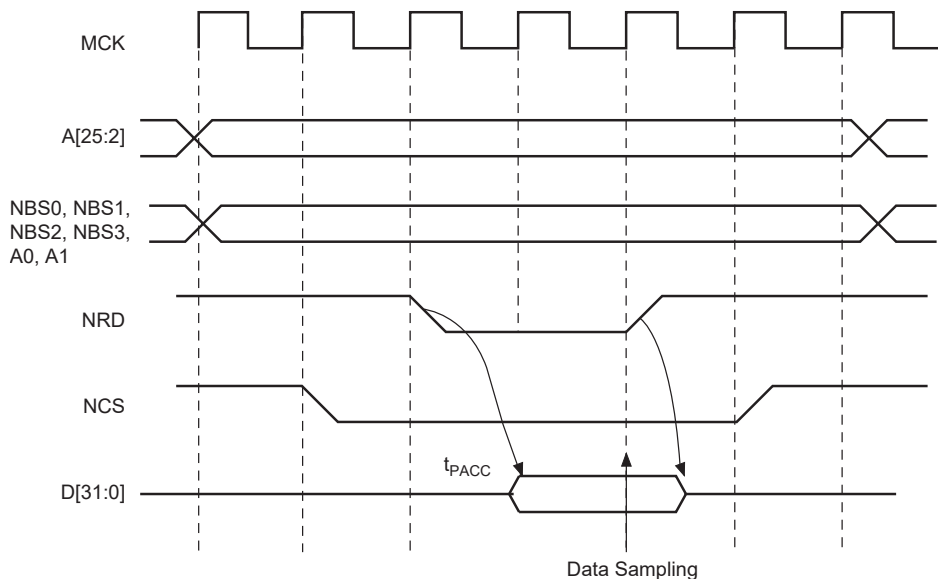 MCK
A[25:2]
NBS0, NBS1,
NBS2, NBS3,
A0, A1
NRD
NCS
tPACC
D[31:0]
Data Sampling